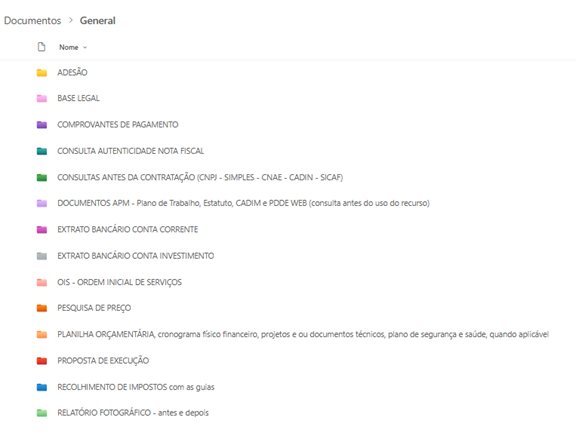 Documentos > General
Nome
ADESÃO
BASE LEGAL
COMPROVANTES DE PAGAMENTO
CONSULTA AUTENTICIDADE NOTA FISCAL
CONSULTAS ANTES DA CONTRATAÇÃO (CNPJ - SIMPLES - CNAE - CADIN - SICAF)
DOCUMENTOS APM - Plano de Trabalho, Estatuto, CADIM e PDDE WEB (consulta antes do uso do recurso)
EXTRATO BANCÁRIO CONTA CORRENTE
EXTRATO BANCÁRIO CONTA INVESTIMENTO
OIS - ORDEM INICIAL DE SERVIÇOS
PESQUISA DE PREÇO
PLANILHA ORÇAMENTÁRIA, cronograma físico financeiro, projetos e ou documentos técnicos, plano de segurança e saúde, quando aplicável
PROPOSTA DE EXECUÇÃO
RECOLHIMENTO DE IMPOSTOS com as guias
RELATÓRIO FOTOGRÁFICO - antes e depois